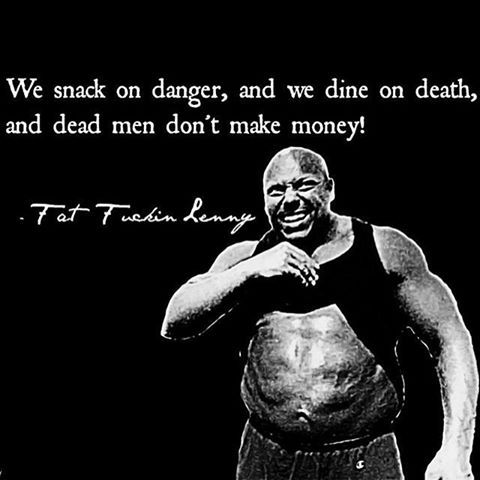 We snack on danger, and we dine on death,
and dead men don't make money!
- Fat Fuckin Lenny